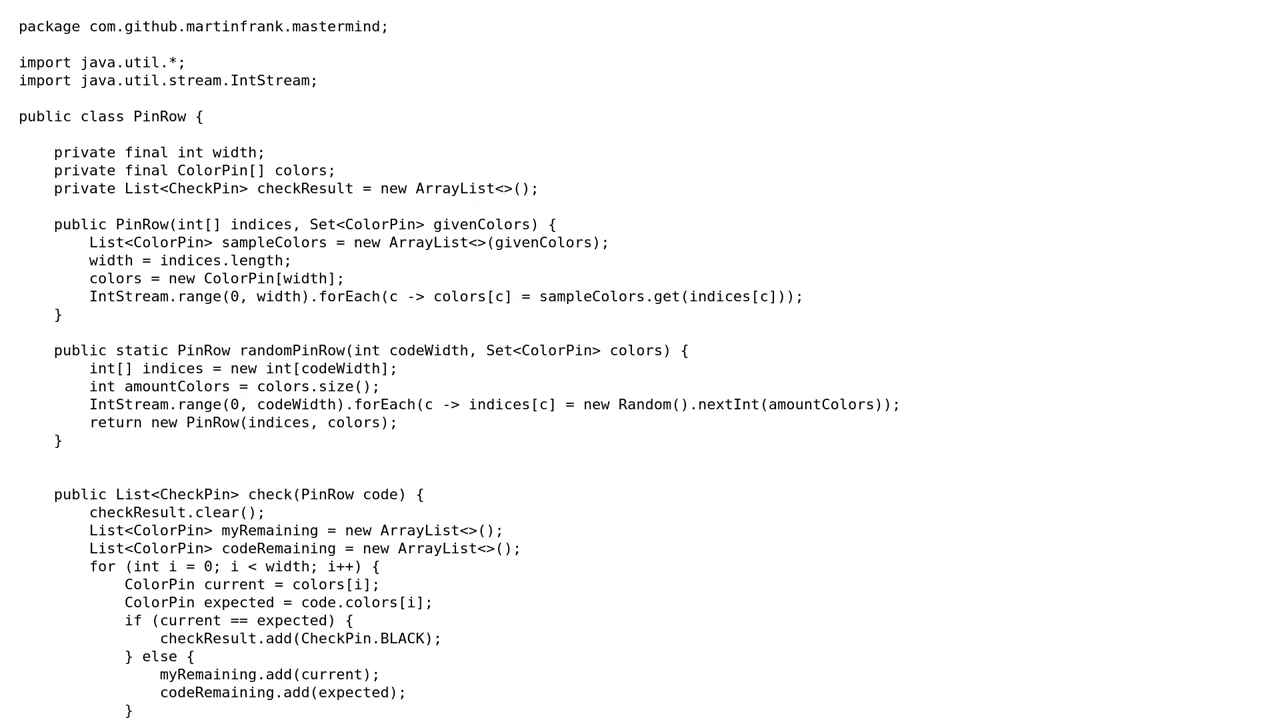 package com.github.martinfrank.mastermind;

import java.util.*;
import java.util.stream.IntStream;

public class PinRow {

    private final int width;
    private final ColorPin[] colors;
    private List<CheckPin> checkResult = new ArrayList<>();

    public PinRow(int[] indices, Set<ColorPin> givenColors) {
        List<ColorPin> sampleColors = new ArrayList<>(givenColors);
        width = indices.length;
        colors = new ColorPin[width];
        IntStream.range(0, width).forEach(c -> colors[c] = sampleColors.get(indices[c]));
    }

    public static PinRow randomPinRow(int codeWidth, Set<ColorPin> colors) {
        int[] indices = new int[codeWidth];
        int amountColors = colors.size();
        IntStream.range(0, codeWidth).forEach(c -> indices[c] = new Random().nextInt(amountColors));
        return new PinRow(indices, colors);
    }


    public List<CheckPin> check(PinRow code) {
        checkResult.clear();
        List<ColorPin> myRemaining = new ArrayList<>();
        List<ColorPin> codeRemaining = new ArrayList<>();
        for (int i = 0; i < width; i++) {
            ColorPin current = colors[i];
            ColorPin expected = code.colors[i];
            if (current == expected) {
                checkResult.add(CheckPin.BLACK);
            } else {
                myRemaining.add(current);
                codeRemaining.add(expected);
            }